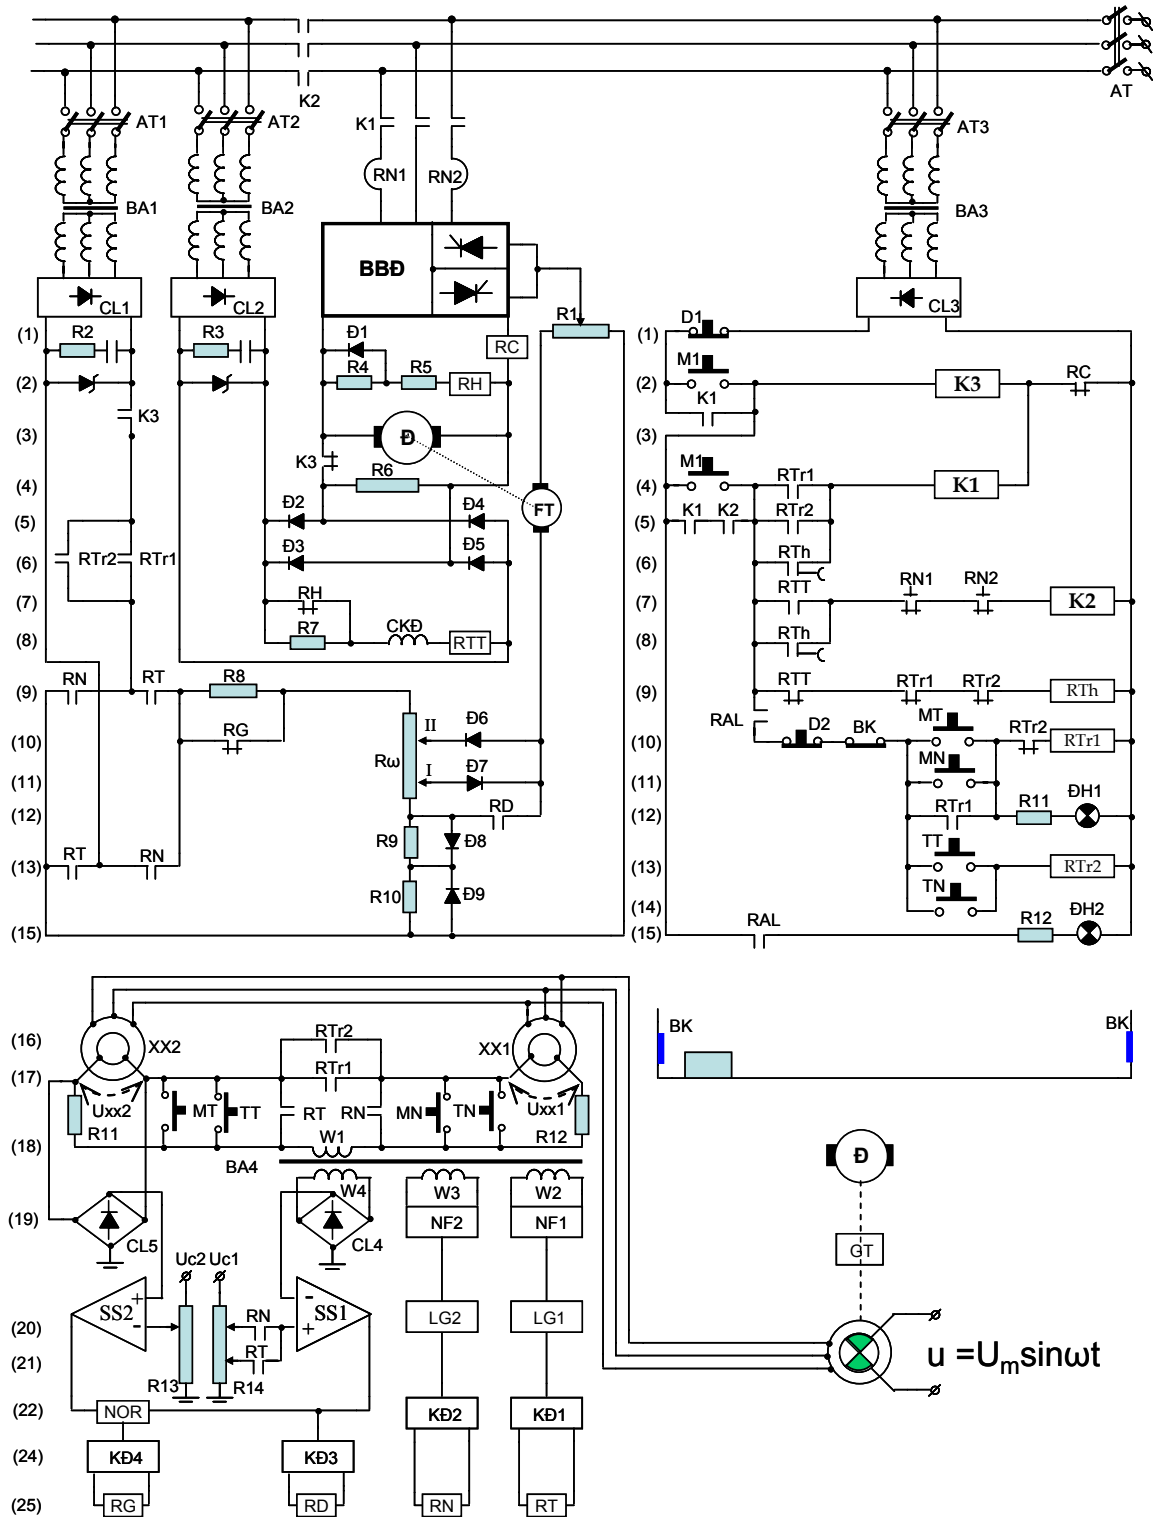 K2
AT
AT1
AT2
K1
AT3
RN1
RN2
BA1
BA2
BA3
BBĐ
CL1
CL2
CL3
(1)
R2
R3
Đ1
R1
RC
(1)
D1
(2)
R4
R5
RH
(2)
M1
K1
K3
RC
K3
(3)
Đ
(3)
K3
(4)
R6
FT
(4)
M1
RTr1
K1
(5)
Đ2
Đ4
(5)
K1
K2
RTr2
(6)
RTr2
RTr1
Đ3
Đ5
(6)
RTh
(7)
RH
(7)
RTT
RN1
RN2
K2
(8)
R7
CKĐ
RTT
(8)
RTh
(9)
RN
RT
R8
(9)
RTT
RTr1
RTr2
RTh
RG
RAL
(10)
II
Đ6
(10)
D2
BK
MT
RTr2
RTr1
Rω
(11)
I
Đ7
(11)
MN
(12)
RD
(12)
RTr1
R11
ĐH1
R9
Đ8
(13)
RT
RN
(13)
TT
RTr2
R10
Đ9
(14)
TN
(15)
(15)
RAL
R12
ĐH2
(16)
XX2
RTr2
XX1
BK
BK
(17)
RTr1
Uxx2
MT
TT
RT
RN
MN
TN
Uxx1
R11
R12
(18)
W1
BA4
Đ
W4
W3
W2
(19)
CL5
CL4
NF2
NF1
GT
Uc2
Uc1
SS2
+
-
SS1
-
+
(20)
RN
LG2
LG1
(21)
RT
u =Umsinωt
R13
R14
(22)
NOR
KĐ2
KĐ1
(24)
KĐ4
KĐ3
(25)
RG
RD
RN
RT